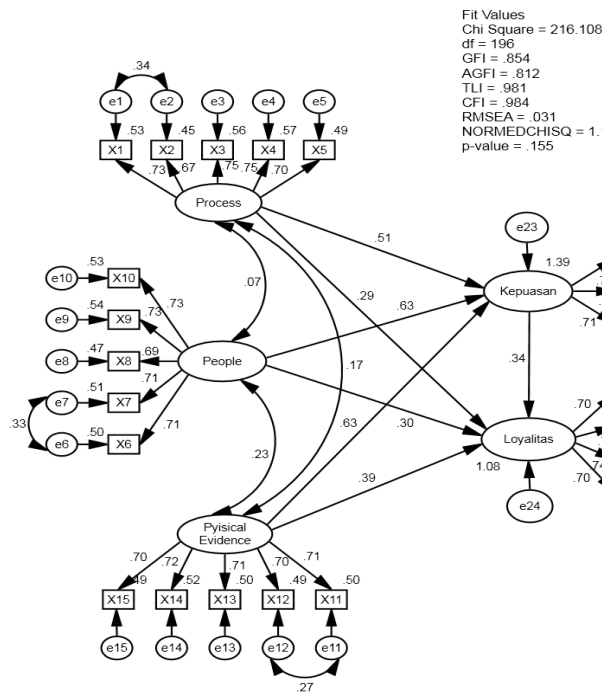 Fit Values
Chi Square = 216.108
df = 196
GFI = .854
AGFI = .812
TLI = .981
CFI = .984
RMSEA = .031
NORMEDCHISQ = 1.
p-value = .155
.34
e1
e2
e3
e4
e5
.53
.45
.56
.57
.49
X1
X2
X3
X4
X5
.73
.67
.75
.75
.70
Process
e23
.51
1.39
Kepuasan
.71
.07
.29
.53
e10
X10
.73
.54
e9
X9
.73
.63
.47
e8
X8
.69
People
.34
.17
.51
e7
X7
.71
.33
.50
e6
X6
.71
.63
.30
.70
Loyalitas
.74
.70
.23
.39
1.08
e24
Pyisical
Evidence
.70
.72
.71
.70
.71
.49
.52
.50
.49
.50
X15
X14
X13
X12
X11
e15
e14
e13
e12
e11
.27